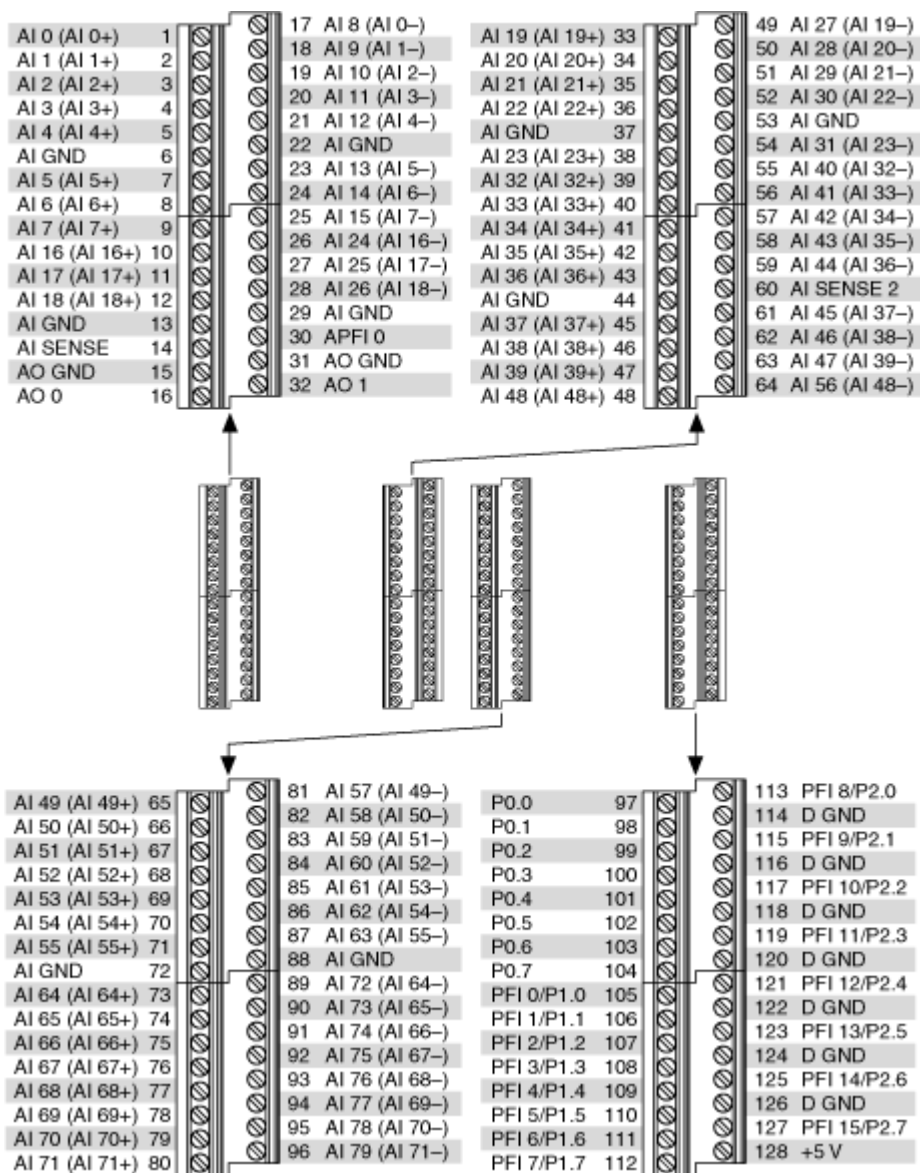 AI 0 (AI 0+) 1
AI 1 (AI 1+) 2
AI 2 (AI 2+) 3
AI 3 (AI 3+) 4
AI 4 (AI 4+) 5
AI GND 6
AI 5 (AI 5+) 7
AI 6 (AI 6+) 8
AI 7 (AI 7+) 9
AI 16 (AI 16+) 10
AI 17 (AI 17+) 11
AI 18 (AI 18+) 12
AI GND 13
AI SENSE 14
AO GND 15
AO 0 16
17 AI 8 (AI 0–)
18 AI 9 (AI 1–)
19 AI 10 (AI 2–)
20 AI 11 (AI 3–)
21 AI 12 (AI 4–)
22 AI GND
23 AI 13 (AI 5–)
24 AI 14 (AI 6–)
25 AI 15 (AI 7–)
26 AI 24 (AI 16–)
27 AI 25 (AI 17–)
28 AI 26 (AI 18–)
29 AI GND
30 APFI 0
31 AO GND
32 AO 1
AI 19 (AI 19+) 33
AI 20 (AI 20+) 34
AI 21 (AI 21+) 35
AI 22 (AI 22+) 36
AI GND 37
AI 23 (AI 23+) 38
AI 32 (AI 32+) 39
AI 33 (AI 33+) 40
AI 34 (AI 34+) 41
AI 35 (AI 35+) 42
AI 36 (AI 36+) 43
AI GND 44
AI 37 (AI 37+) 45
AI 38 (AI 38+) 46
AI 39 (AI 39+) 47
AI 48 (AI 48+) 48
49 AI 27 (AI 19–)
50 AI 28 (AI 20–)
51 AI 29 (AI 21–)
52 AI 30 (AI 22–)
53 AI GND
54 AI 31 (AI 23–)
55 AI 40 (AI 32–)
56 AI 41 (AI 33–)
57 AI 42 (AI 34–)
58 AI 43 (AI 35–)
59 AI 44 (AI 36–)
60 AI SENSE 2
61 AI 45 (AI 37–)
62 AI 46 (AI 38–)
63 AI 47 (AI 39–)
64 AI 56 (AI 48–)
AI 49 (AI 49+) 65
AI 50 (AI 50+) 66
AI 51 (AI 51+) 67
AI 52 (AI 52+) 68
AI 53 (AI 53+) 69
AI 54 (AI 54+) 70
AI 55 (AI 55+) 71
AI GND 72
AI 64 (AI 64+) 73
AI 65 (AI 65+) 74
AI 66 (AI 66+) 75
AI 67 (AI 67+) 76
AI 68 (AI 68+) 77
AI 69 (AI 69+) 78
AI 70 (AI 70+) 79
AI 71 (AI 71+) 80
81 AI 57 (AI 49–)
82 AI 58 (AI 50–)
83 AI 59 (AI 51–)
84 AI 60 (AI 52–)
85 AI 61 (AI 53–)
86 AI 62 (AI 54–)
87 AI 63 (AI 55–)
88 AI GND
89 AI 72 (AI 64–)
90 AI 73 (AI 65–)
91 AI 74 (AI 66–)
92 AI 75 (AI 67–)
93 AI 76 (AI 68–)
94 AI 77 (AI 69–)
95 AI 78 (AI 70–)
96 AI 79 (AI 71–)
P0.0 97
P0.1 98
P0.2 99
P0.3 100
P0.4 101
P0.5 102
P0.6 103
P0.7 104
PFI 0/P1.0 105
PFI 1/P1.1 106
PFI 2/P1.2 107
PFI 3/P1.3 108
PFI 4/P1.4 109
PFI 5/P1.5 110
PFI 6/P1.6 111
PFI 7/P1.7 112
113 PFI 8/P2.0
114 D GND
115 PFI 9/P2.1
116 D GND
117 PFI 10/P2.2
118 D GND
119 PFI 11/P2.3
120 D GND
121 PFI 12/P2.4
122 D GND
123 PFI 13/P2.5
124 D GND
125 PFI 14/P2.6
126 D GND
127 PFI 15/P2.7
128 +5 V